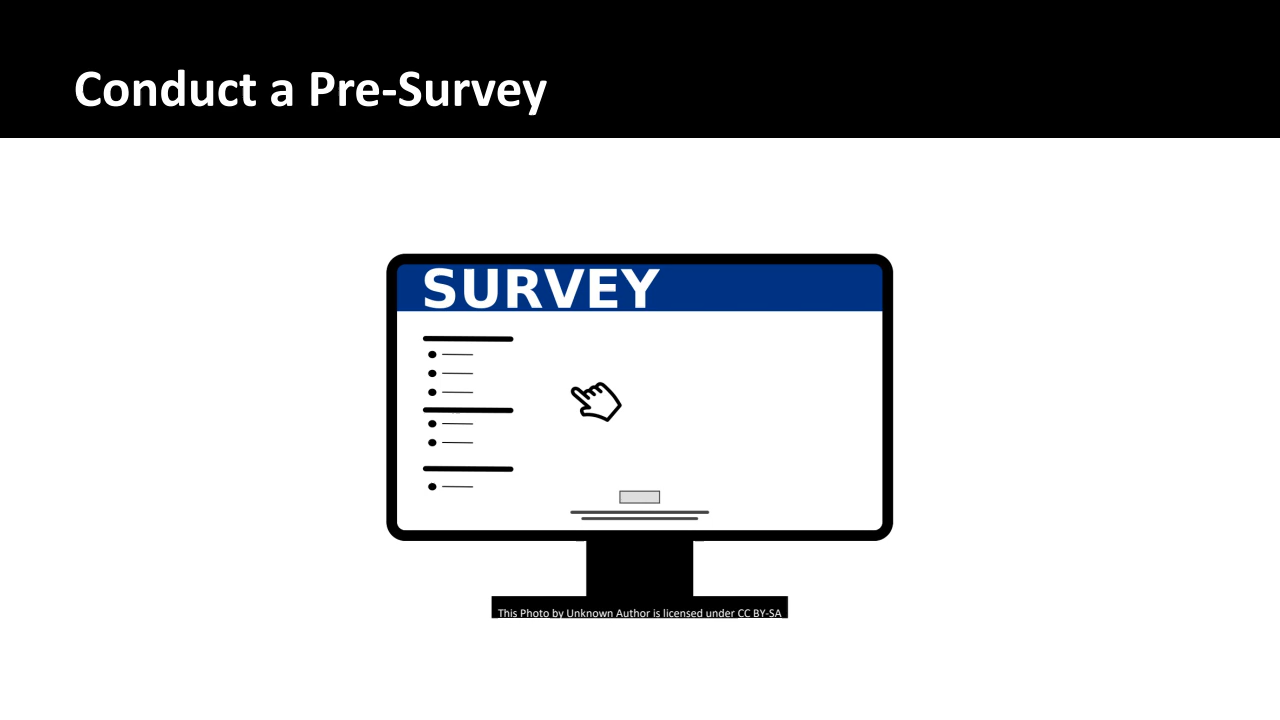 Conduct a Pre-Survey
SURVEY
This Photo by Unknown Author is licensed under CC BY-SA